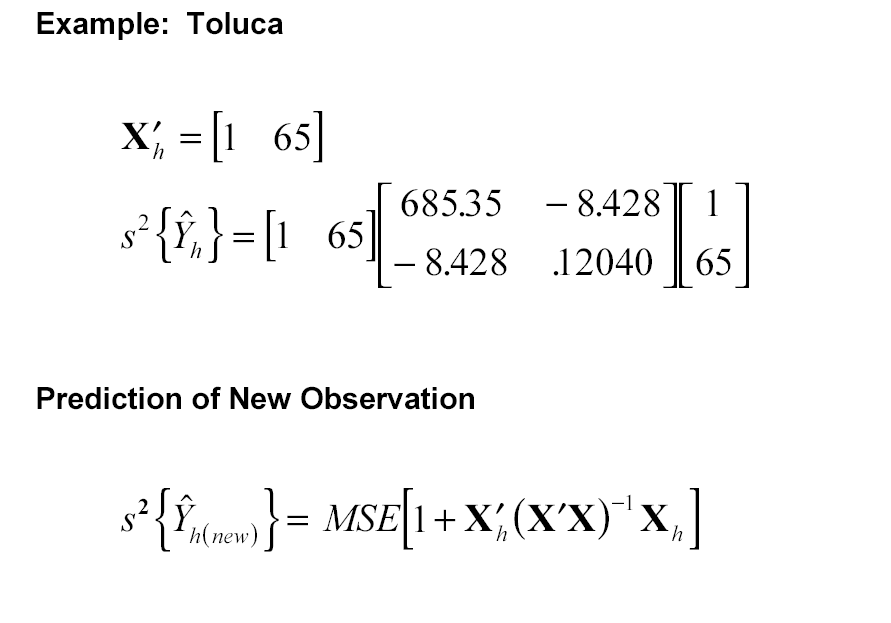 Example: Toluca
X′ₕ = [1 65]
s²{Ŷₕ} = [1 65] [685.35 − 8.428; − 8.428 .12040] [1; 65]
Prediction of New Observation
s²{Ŷₕ₍ₙₑw₎} = MSE[1 + X′ₕ(X′X)⁻¹Xₕ]